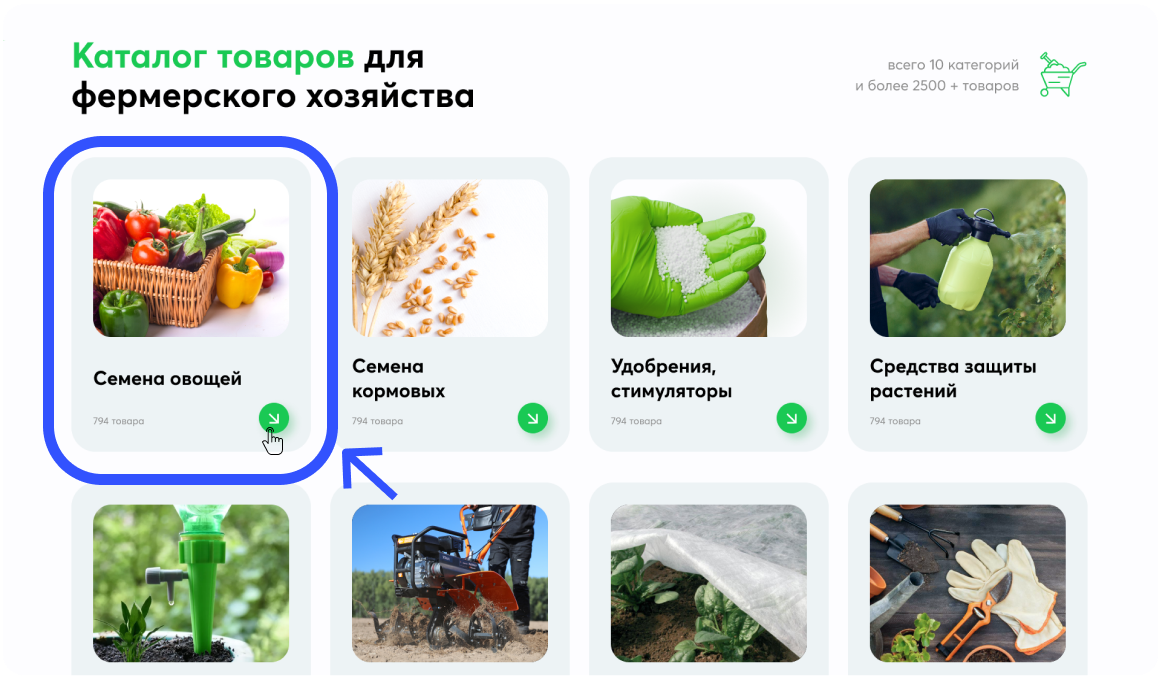 Каталог товаров для
фермерского хозяйства
всего 10 категорий
и более 2500 + товаров
Семена овощей
794 товара
Семена
кормовых
794 товара
Удобрения,
стимуляторы
794 товара
Средства защиты
растений
794 товара